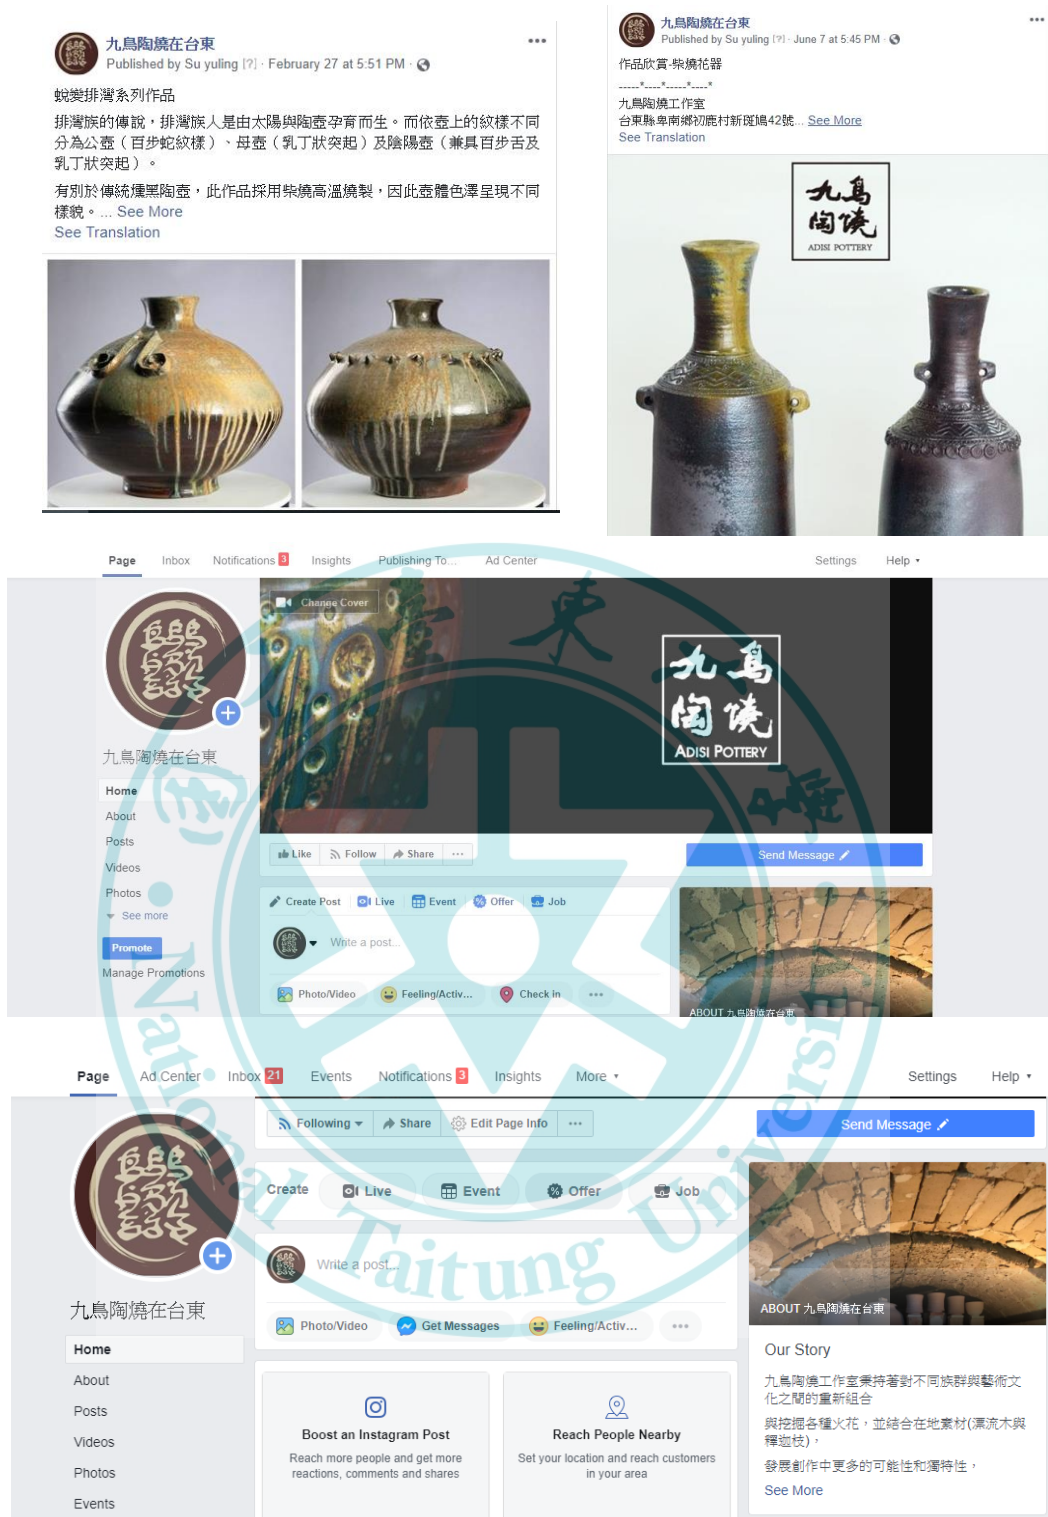 九鳥陶燒在台東
Published by Su yuling [?] · February 27 at 5:51 PM ·
蛻變排灣系列作品
排灣族的傳說，排灣族人是由太陽與陶壺孕育而生。而依壺上的紋樣不同
分為公壺（百步蛇紋樣）、母壺（乳丁狀突起）及陰陽壺（兼具百步舌及
乳丁狀突起）。
有別於傳統燻黑陶壺，此作品採用柴燒高溫燒製，因此壺體色澤呈現不同
樣貌。... See More
See Translation
九鳥陶燒在台東
Published by Su yuling [?] · June 7 at 5:45 PM ·
作品欣賞-柴燒花器
-----*----*-----*----*
九鳥陶燒工作室
台東縣卑南鄉初鹿村新斑鳩42號... See More
See Translation
九鳥
陶燒
ADISI POTTERY
Page Inbox Notifications 3 Insights Publishing To... Ad Center Settings Help
Change Cover
九鳥
陶燒
ADISI POTTERY
九鳥陶燒在台東
Home
About
Posts
Videos
Photos
See more
Promote
Manage Promotions
Like Follow Share ...
Send Message
Create Post Live Event Offer Job
Write a post...
Photo/Video Feeling/Activ... Check in ...
ABOUT 九鳥陶燒在台東
Page Ad Center Inbox 21 Events Notifications 3 Insights More Settings Help
Following Share Edit Page Info ...
Send Message
九鳥陶燒在台東
Home
About
Posts
Videos
Photos
Events
Create Live Event Offer Job
Write a post...
Photo/Video Get Messages Feeling/Activ... ...
Boost an Instagram Post
Reach more people and get more
reactions, comments and shares
Reach People Nearby
Set your location and reach customers
in your area
ABOUT 九鳥陶燒在台東
Our Story
九鳥陶燒工作室秉持著對不同族群與藝術文
化之間的重新組合
與挖掘各種火花，並結合在地素材(漂流木與
釋迦枝)，
發展創作中更多的可能性和獨特性，
See More
National Taitung University